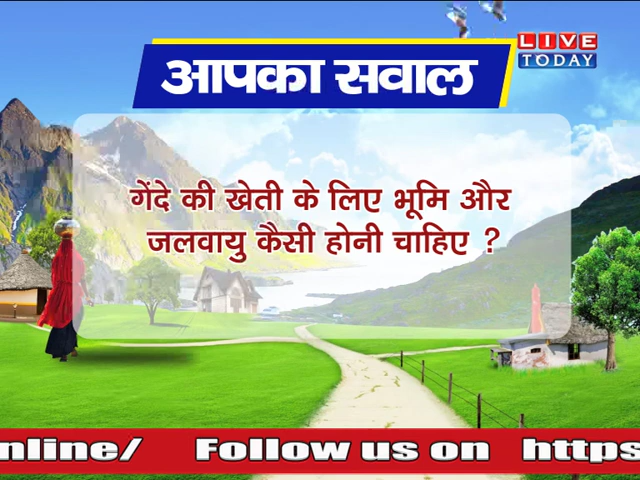 LIVE
TODAY
आपका सवाल
गेंदे की खेती के लिए भूमि और
जलवायु कैसी होनी चाहिए ?
nline/ Follow us on https